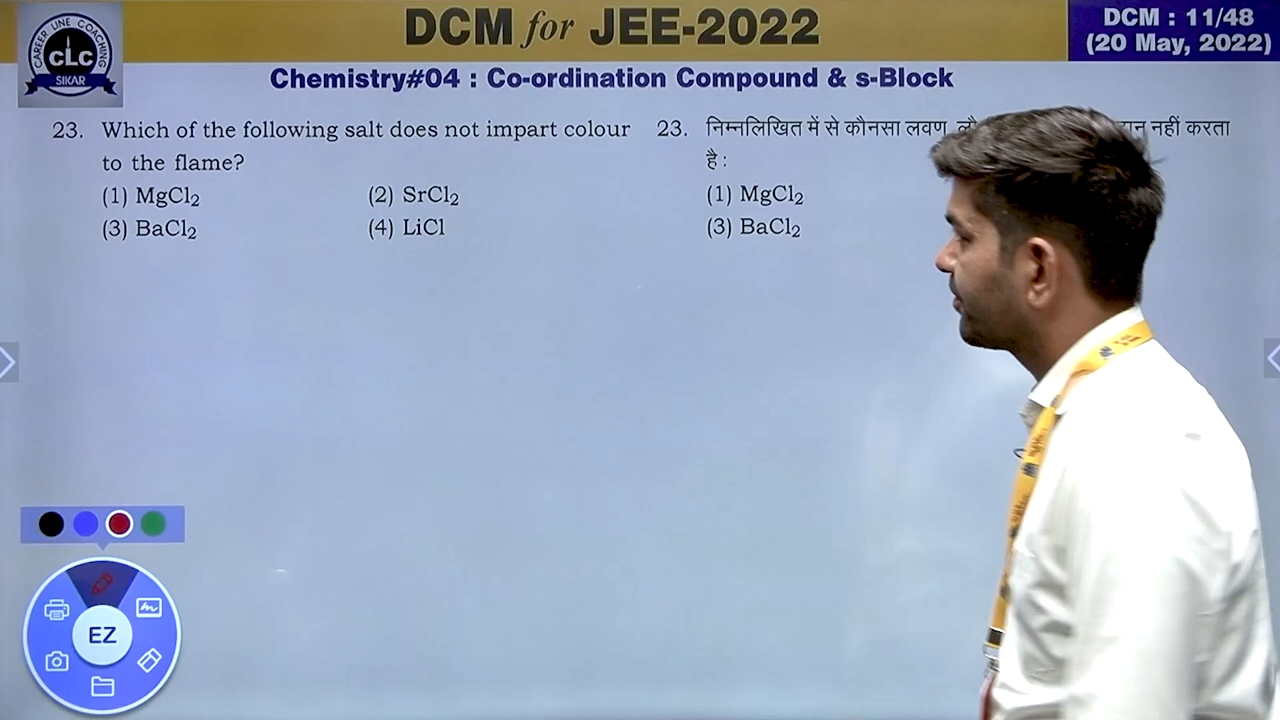 CAREER LINE COACHING
CLC
SIKAR
DCM for JEE-2022
DCM : 11/48
(20 May, 2022)
Chemistry#04 : Co-ordination Compound & s-Block
23. Which of the following salt does not impart colour
to the flame?
(1) MgCl₂ (2) SrCl₂
(3) BaCl₂ (4) LiCl
23. निम्नलिखित में से कौनसा लवण नहीं करता
है :
(1) MgCl₂
(3) BaCl₂
EZ